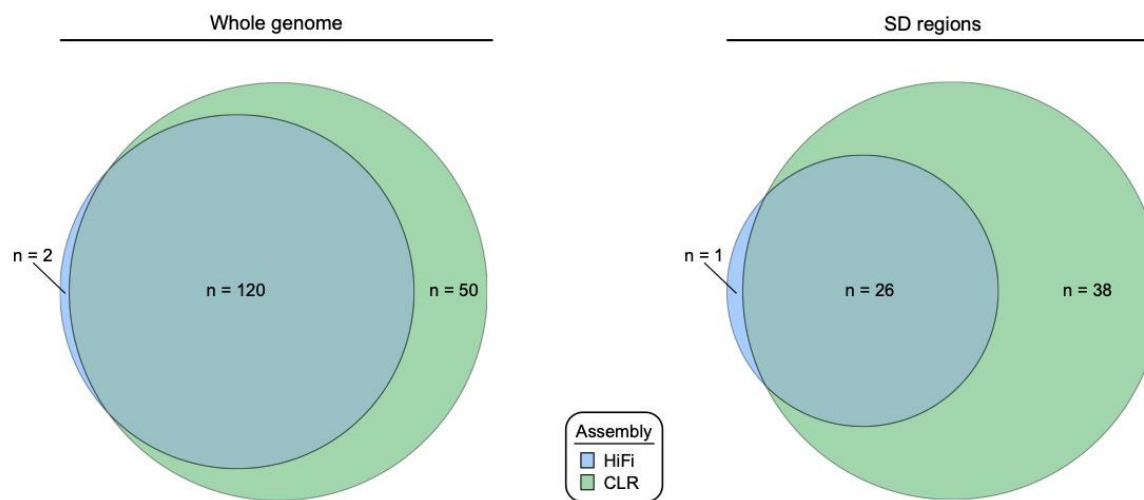 Whole genome
SD regions
n = 2
n = 120
n = 50
n = 1
n = 26
n = 38
Assembly
HiFi
CLR